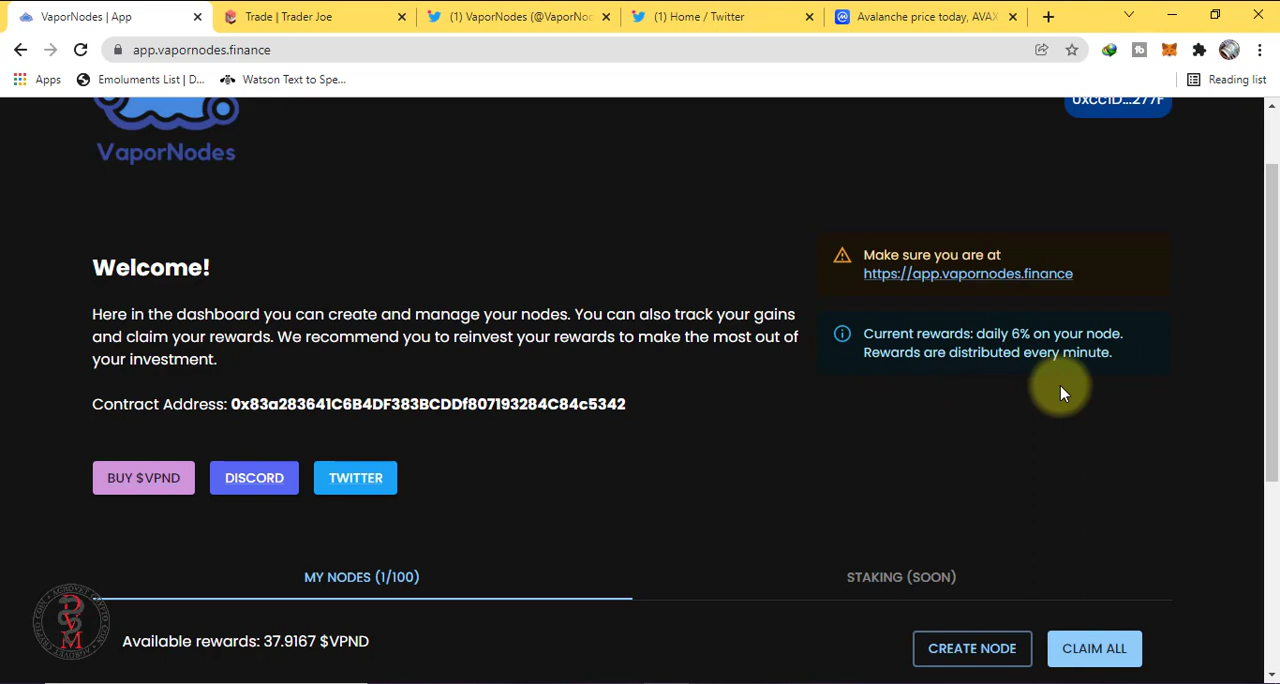 VaporNodes | App
Trade | Trader Joe
(1) VaporNodes (@VaporNo
(1) Home / Twitter
Avalanche price today, AVAX
app.vapornodes.finance
Apps
Emoluments List | D...
Watson Text to Spe...
Reading list
VaporNodes
0xcc1D...277F
Welcome!
Make sure you are at
https://app.vapornodes.finance
Here in the dashboard you can create and manage your nodes. You can also track your gains
and claim your rewards. We recommend you to reinvest your rewards to make the most out of
your investment.
Current rewards: daily 6% on your node.
Rewards are distributed every minute.
Contract Address: 0x83a283641C6B4DF383BCDDf807193284C84c5342
BUY $VPND
DISCORD
TWITTER
MY NODES (1/100)
STAKING (SOON)
AGBOVET CRYPTO COIN
Available rewards: 37.9167 $VPND
CREATE NODE
CLAIM ALL